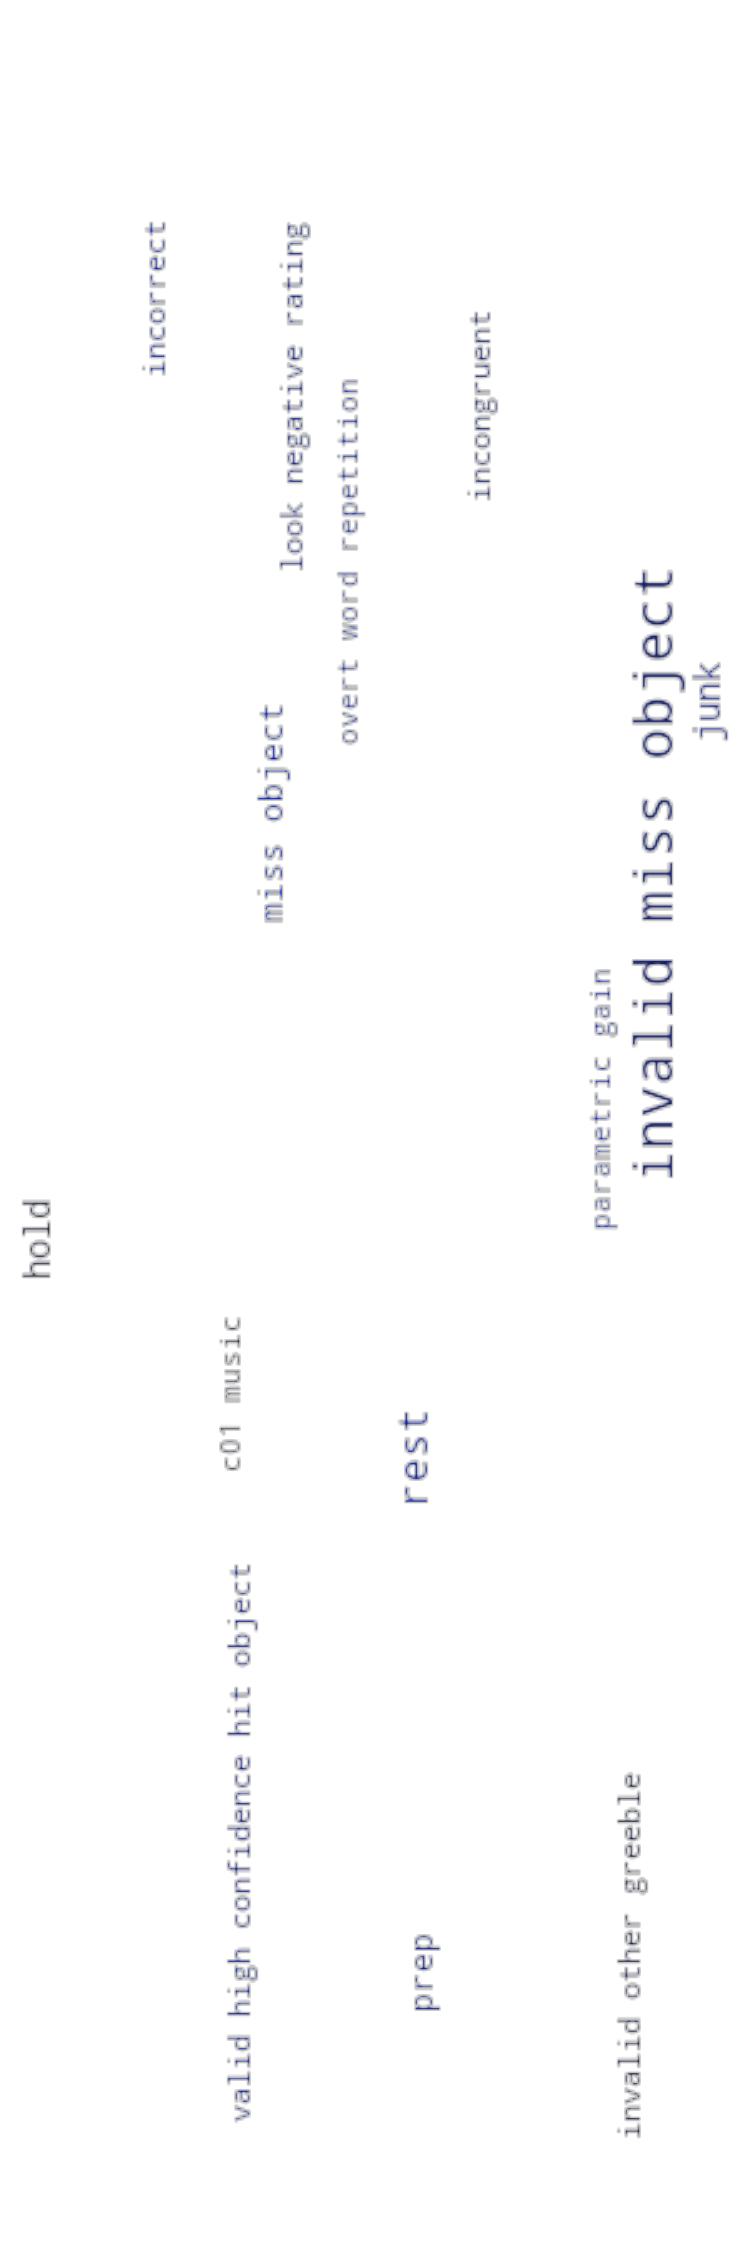 hold
incorrect
c01 music
valid high confidence hit object
miss object
look negative rating
overt word repetition
rest
prep
incongruent
parametric gain
invalid other greeble
invalid miss object
junk